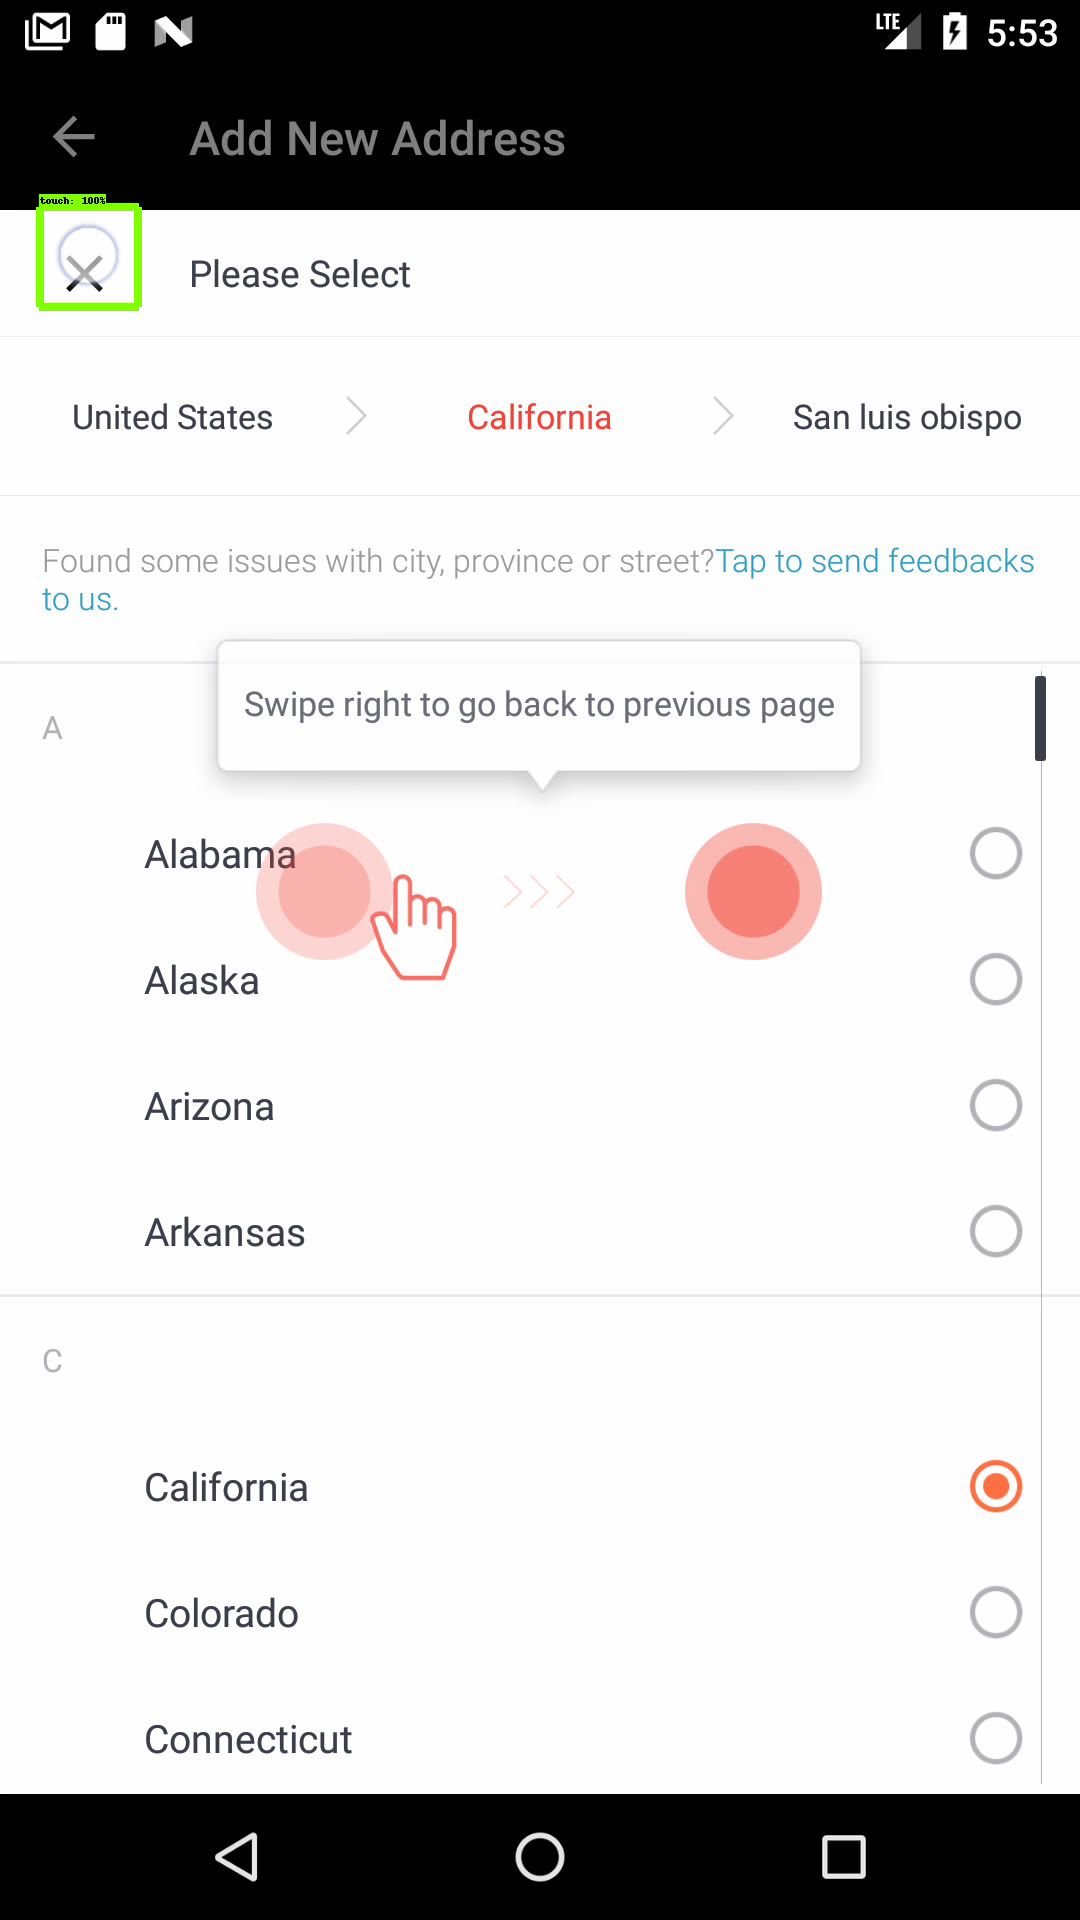 LTE 5:53
Add New Address
touch: 100%
Please Select
United States California San luis obispo
Found some issues with city, province or street?Tap to send feedbacks
to us.
Swipe right to go back to previous page
A
Alabama
Alaska
Arizona
Arkansas
C
California
Colorado
Connecticut